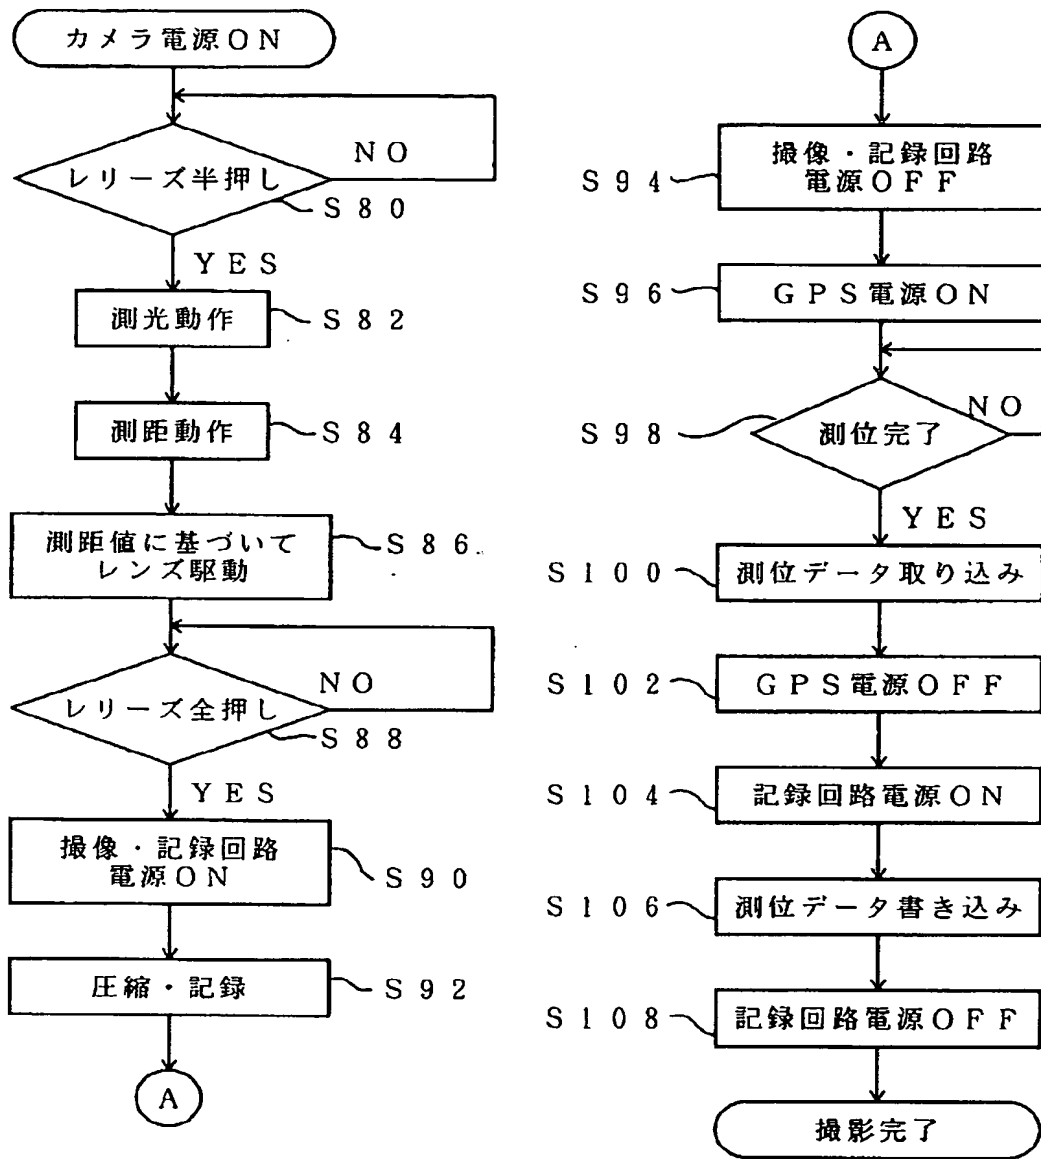 カメラ電源ON
レリーズ半押し
NO
S80
YES
測光動作
S82
測距動作
S84
測距値に基づいて
レンズ駆動
S86
レリーズ全押し
NO
S88
YES
撮像・記録回路
電源ON
S90
圧縮・記録
S92
A
A
撮像・記録回路
電源OFF
S94
GPS電源ON
S96
測位完了
NO
S98
YES
測位データ取り込み
S100
GPS電源OFF
S102
記録回路電源ON
S104
測位データ書き込み
S106
記録回路電源OFF
S108
撮影完了